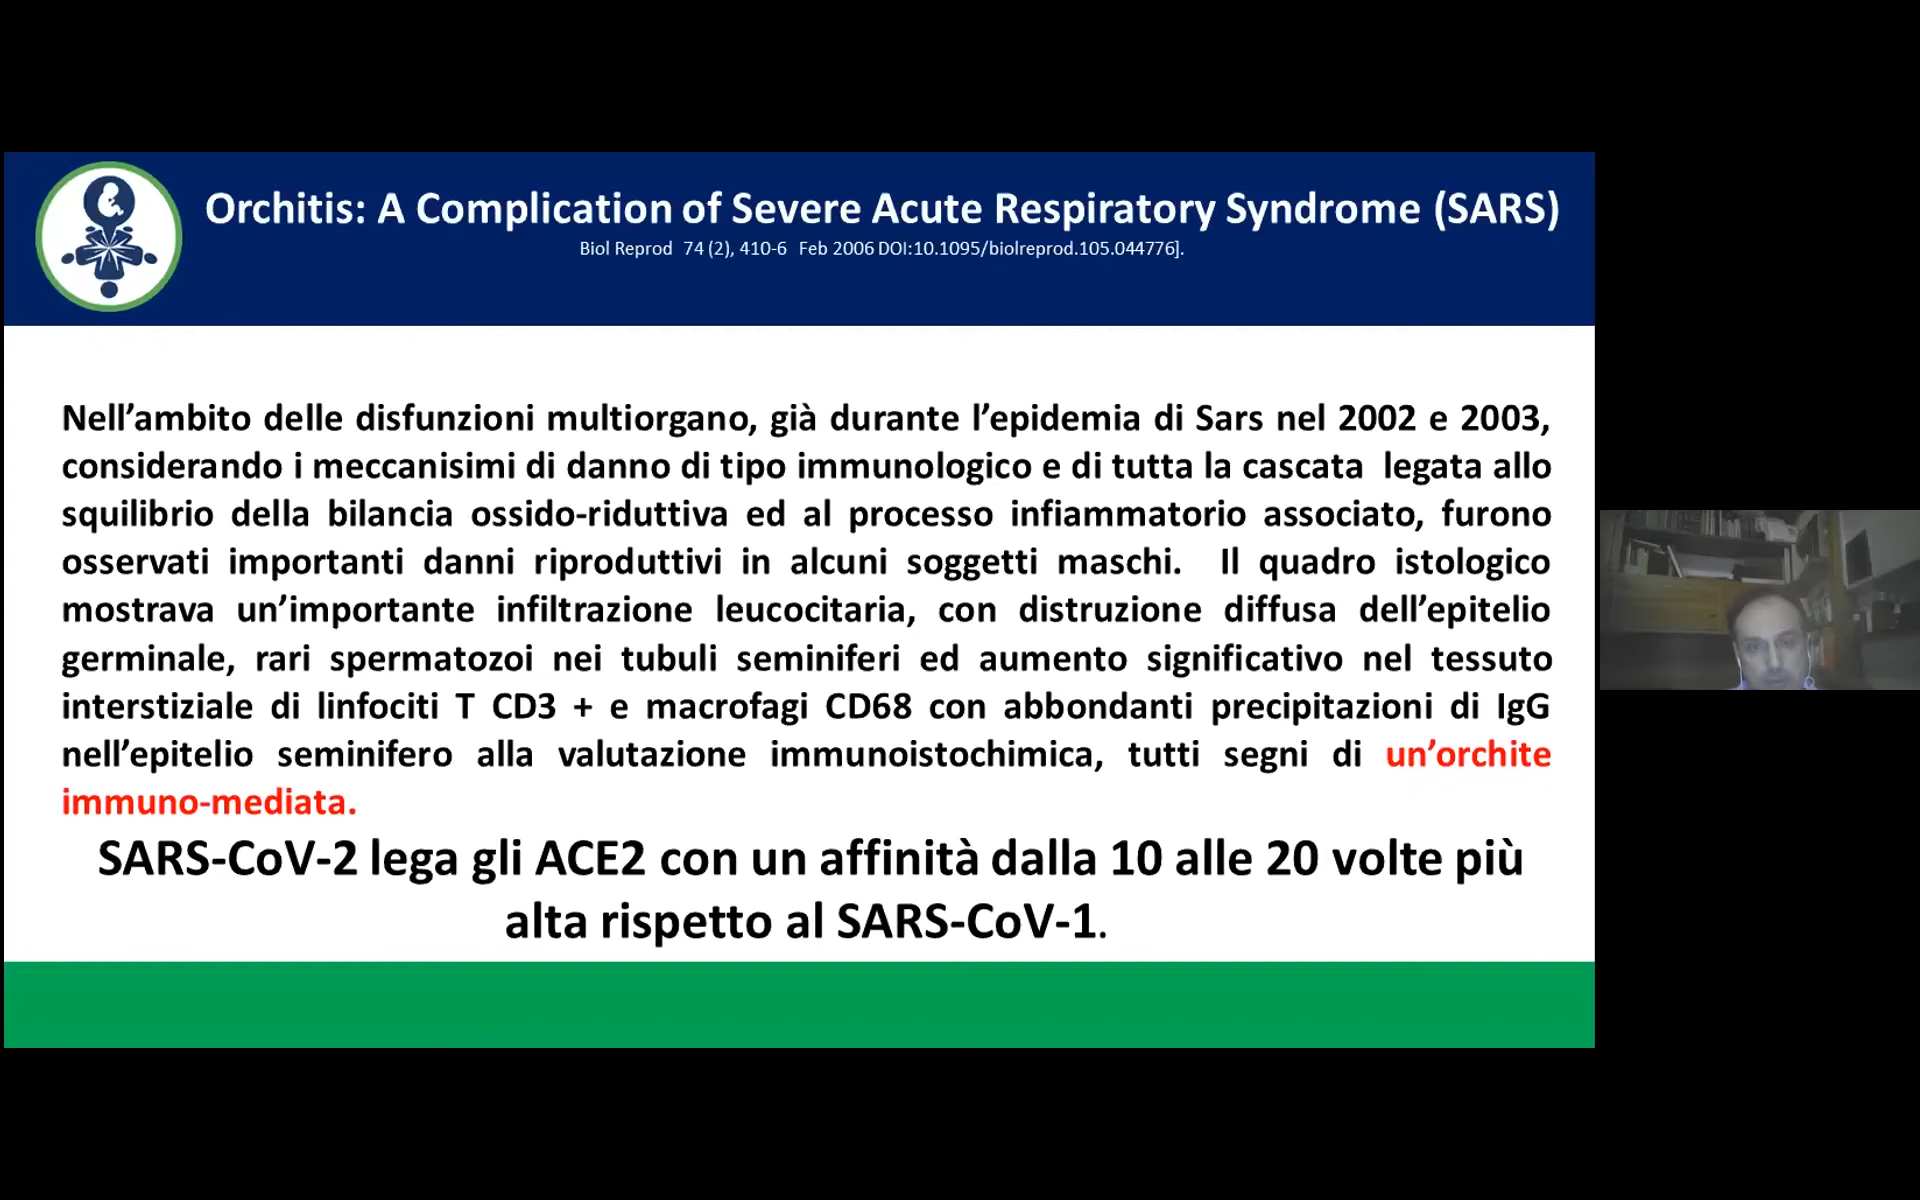 Orchitis: A Complication of Severe Acute Respiratory Syndrome (SARS)
Biol Reprod 74 (2), 410-6 Feb 2006 DOI:10.1095/biolreprod.105.044776].
Nell’ambito delle disfunzioni multiorgano, già durante l’epidemia di Sars nel 2002 e 2003,
considerando i meccanisimi di danno di tipo immunologico e di tutta la cascata legata allo
squilibrio della bilancia ossido-riduttiva ed al processo infiammatorio associato, furono
osservati importanti danni riproduttivi in alcuni soggetti maschi. Il quadro istologico
mostrava un’importante infiltrazione leucocitaria, con distruzione diffusa dell’epitelio
germinale, rari spermatozoi nei tubuli seminiferi ed aumento significativo nel tessuto
interstiziale di linfociti T CD3 + e macrofagi CD68 con abbondanti precipitazioni di IgG
nell’epitelio seminifero alla valutazione immunoistochimica, tutti segni di un’orchite
immuno-mediata.
SARS-CoV-2 lega gli ACE2 con un affinità dalla 10 alle 20 volte più
alta rispetto al SARS-CoV-1.